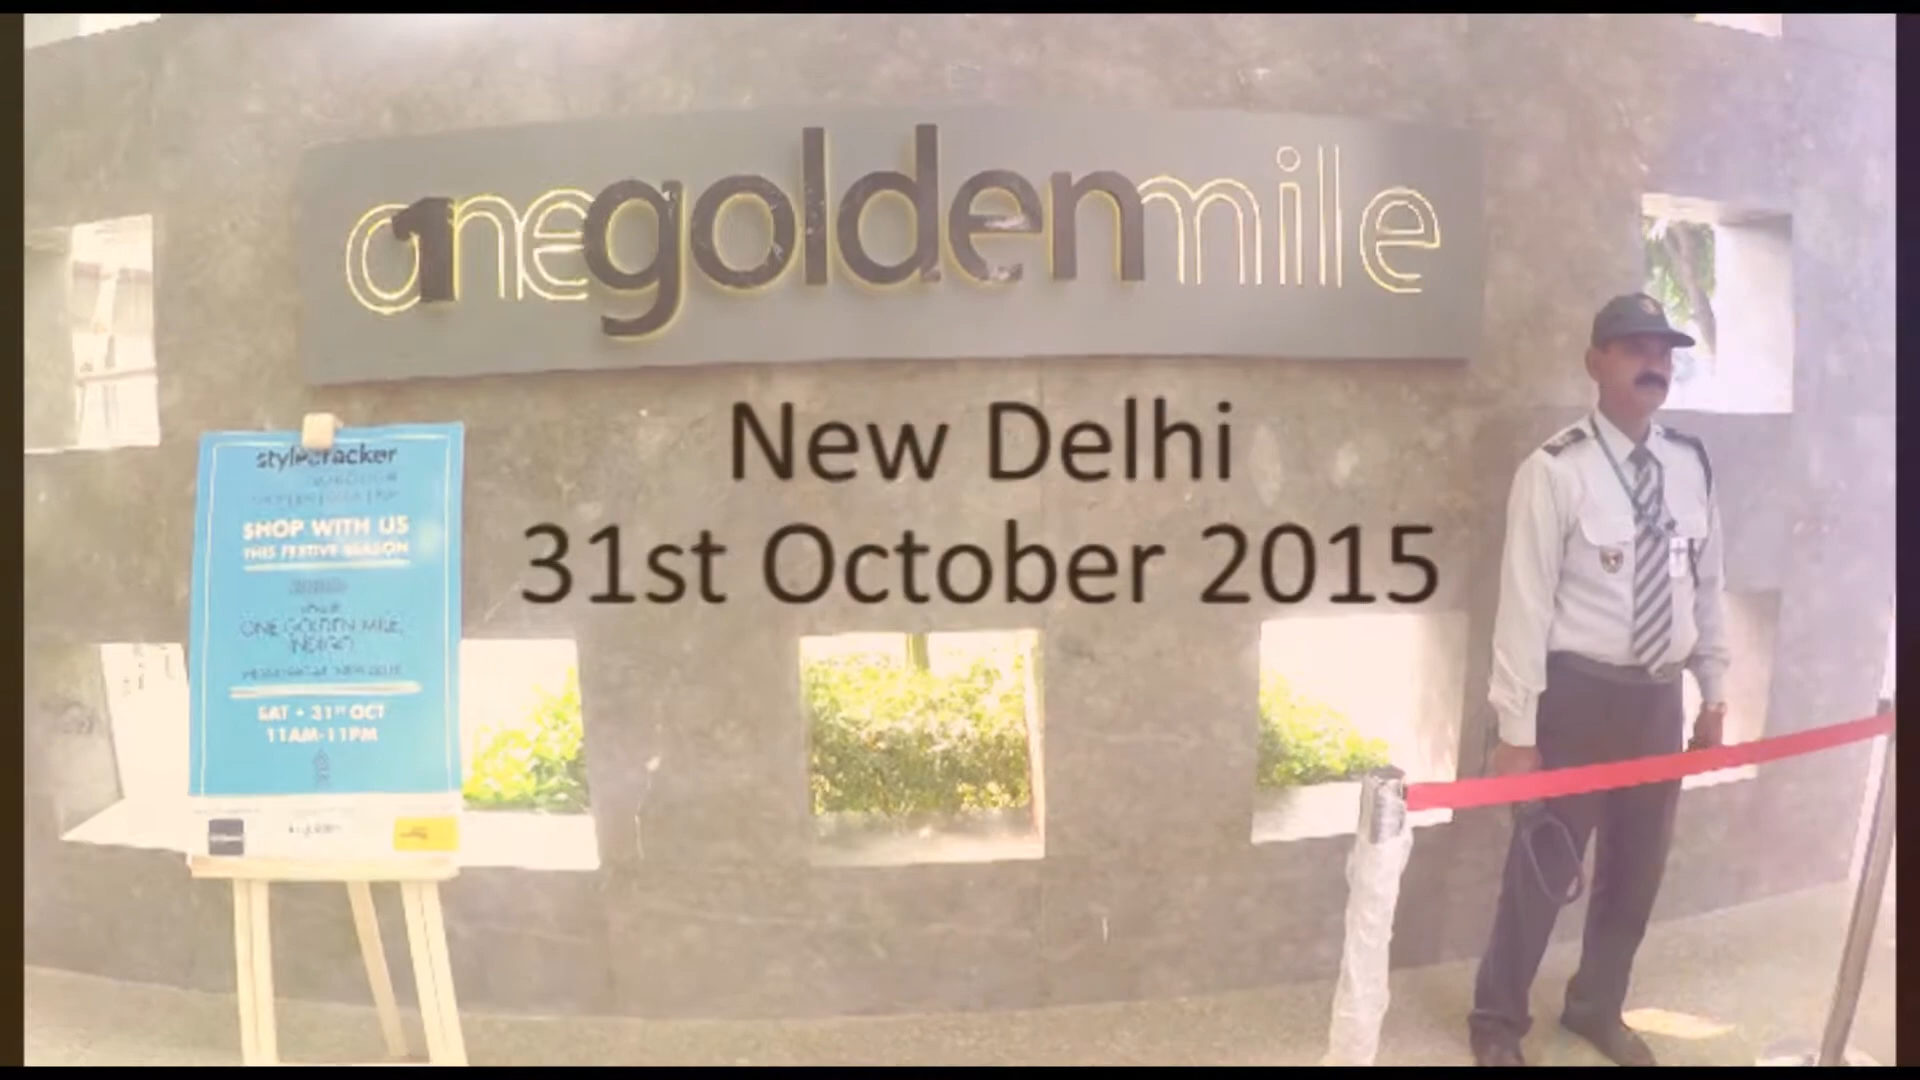 onegoldenmile
New Delhi
31st October 2015
stylecracker
SHOP WITH US
THIS FESTIVE SEASON
ONE GOLDEN MILE,
INDIGO
SAT • 31ST OCT
11AM-11PM